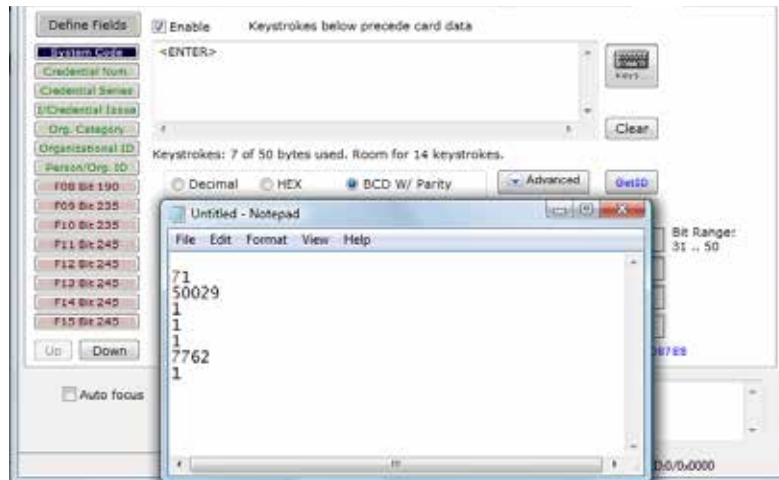 Define Fields
Enable
Keystrokes below precede card data
System Code
<ENTER>
Credential Num.
Keys...
Credential Series
I/Credential Issue
Org. Category
Clear
Organizational ID
Keystrokes: 7 of 50 bytes used. Room for 14 keystrokes.
Person/Org. ID
F08 Bit 190
Decimal
HEX
BCD W/ Parity
Advanced
GetID
F09 Bit 235
Untitled - Notepad
F10 Bit 235
File Edit Format View Help
Bit Range:
F11 Bit 245
31 .. 50
F12 Bit 245
71
F13 Bit 245
50029
F14 Bit 245
1
F15 Bit 245
1
1
Up
Down
7762
1
Auto focus